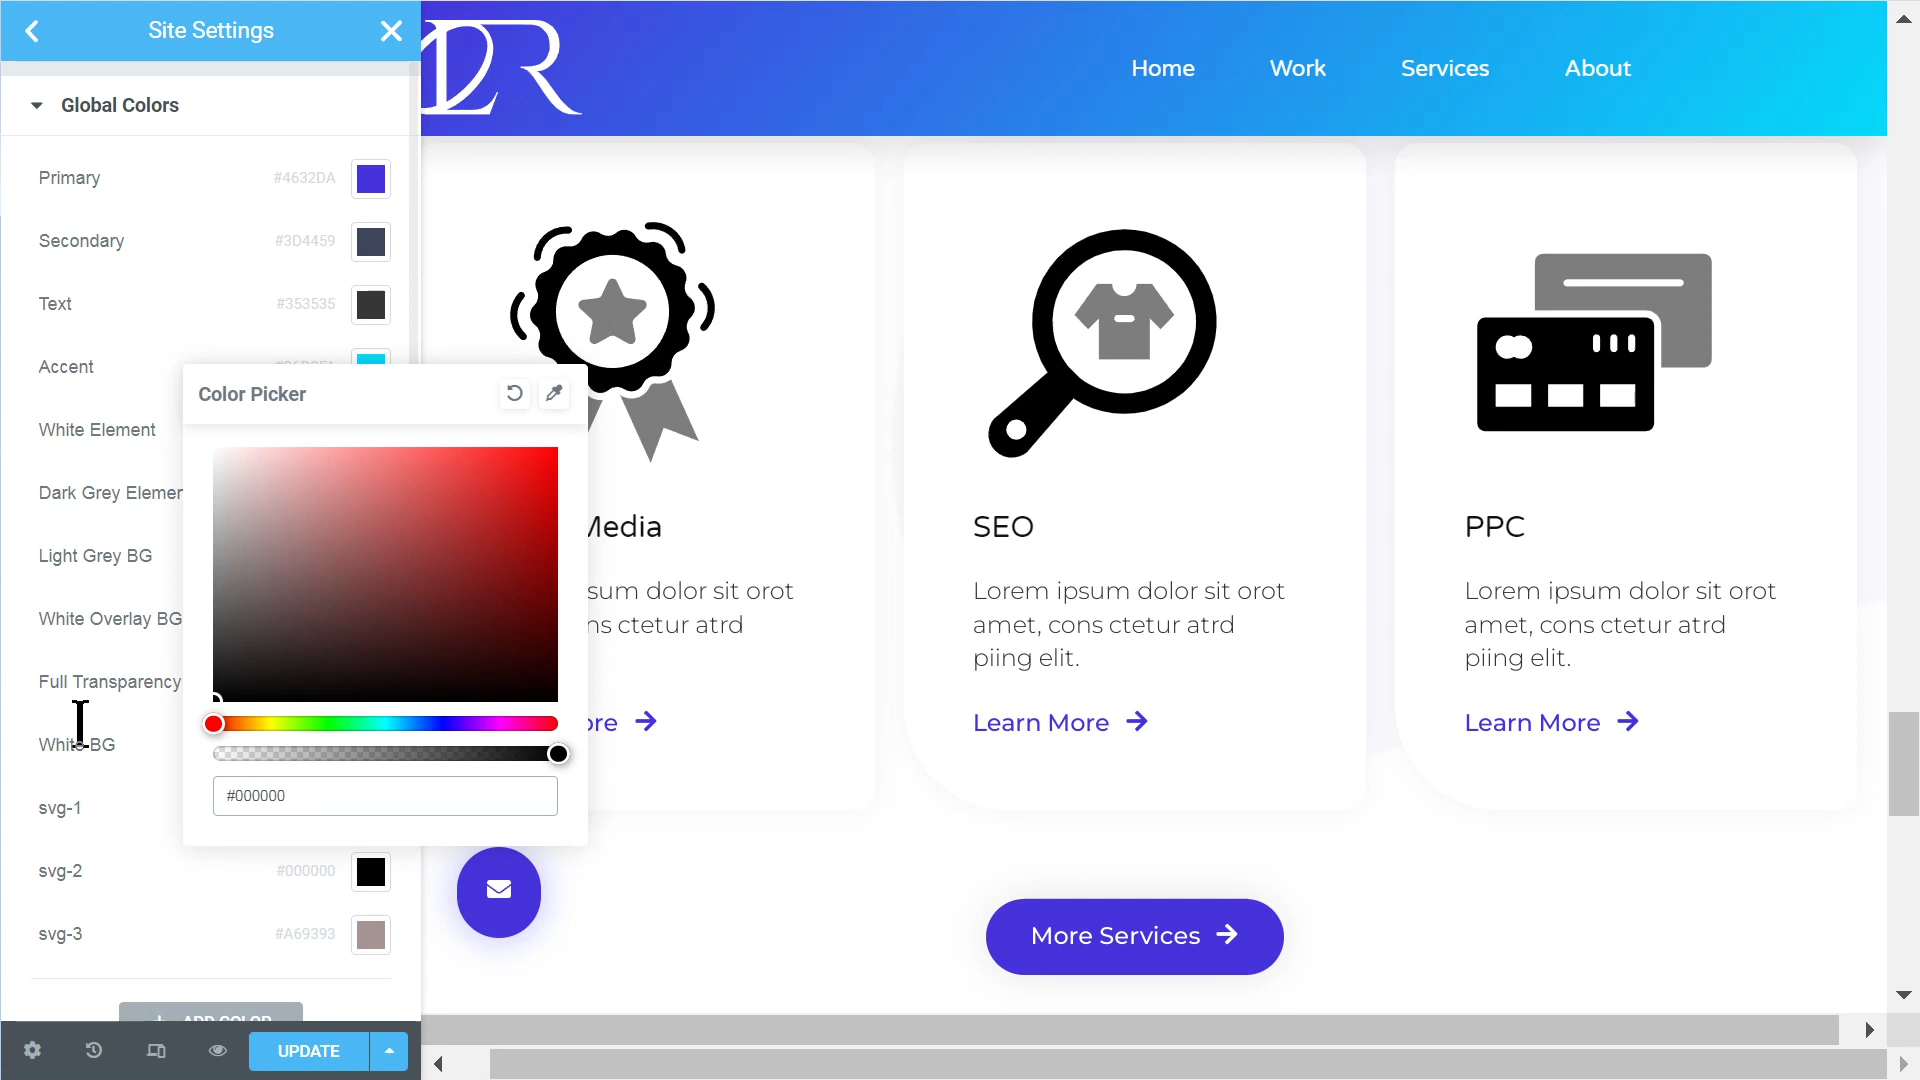 Site Settings
Global Colors
Primary #4632DA
Secondary #3D4459
Text #353535
Accent
White Element
Dark Grey Elemen
Light Grey BG
White Overlay BG
Full Transparency
White BG
svg-1
svg-2 #000000
svg-3 #A69393
ADD COLOR
UPDATE
Color Picker
#000000
Home Work Services About
Media
sum dolor sit orot
ns ctetur atrd
ore
SEO
Lorem ipsum dolor sit orot
amet, cons ctetur atrd
piing elit.
Learn More
PPC
Lorem ipsum dolor sit orot
amet, cons ctetur atrd
piing elit.
Learn More
More Services